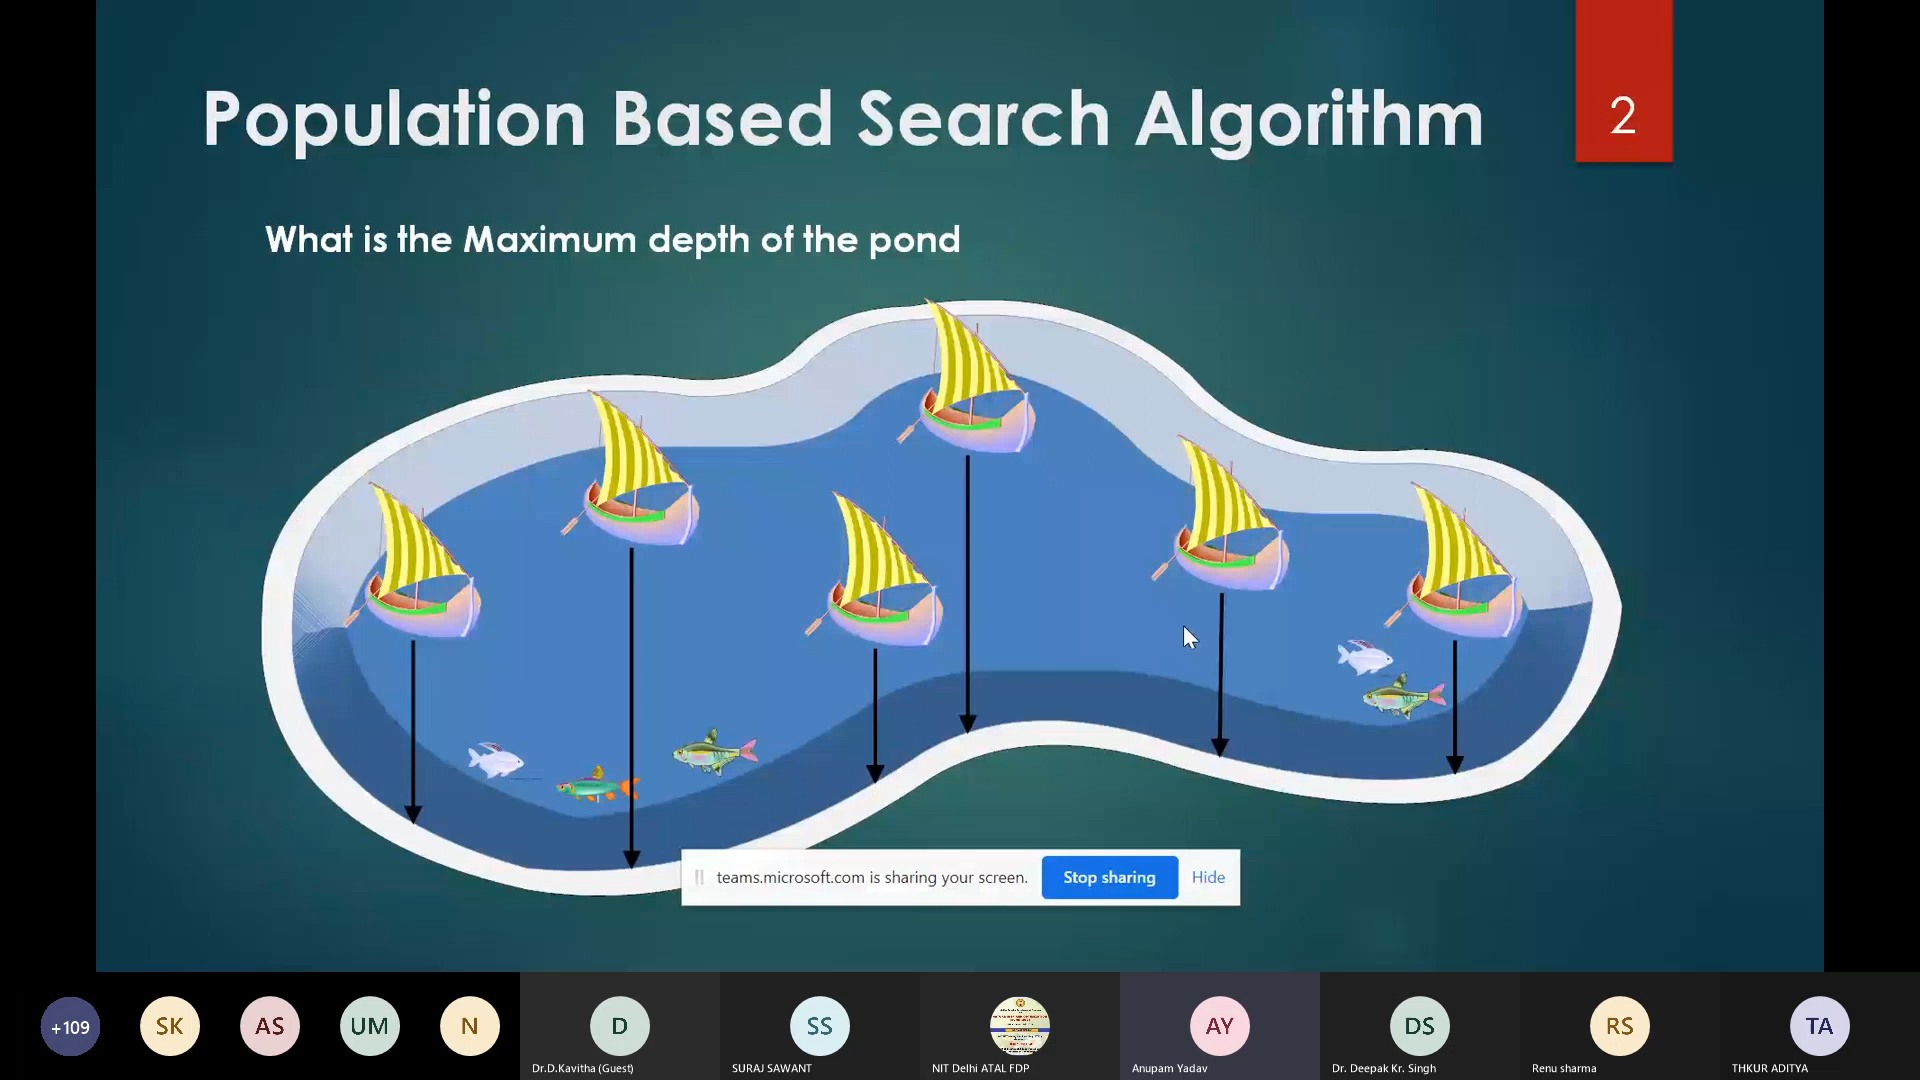 Population Based Search Algorithm
2
What is the Maximum depth of the pond
teams.microsoft.com is sharing your screen.
Stop sharing
Hide
+109
SK
AS
UM
N
D
SS
AY
DS
RS
TA
Dr.D.Kavitha (Guest)
SURAJ SAWANT
NIT Delhi ATAL FDP
Anupam Yadav
Dr. Deepak Kr. Singh
Renu sharma
THKUR ADITYA